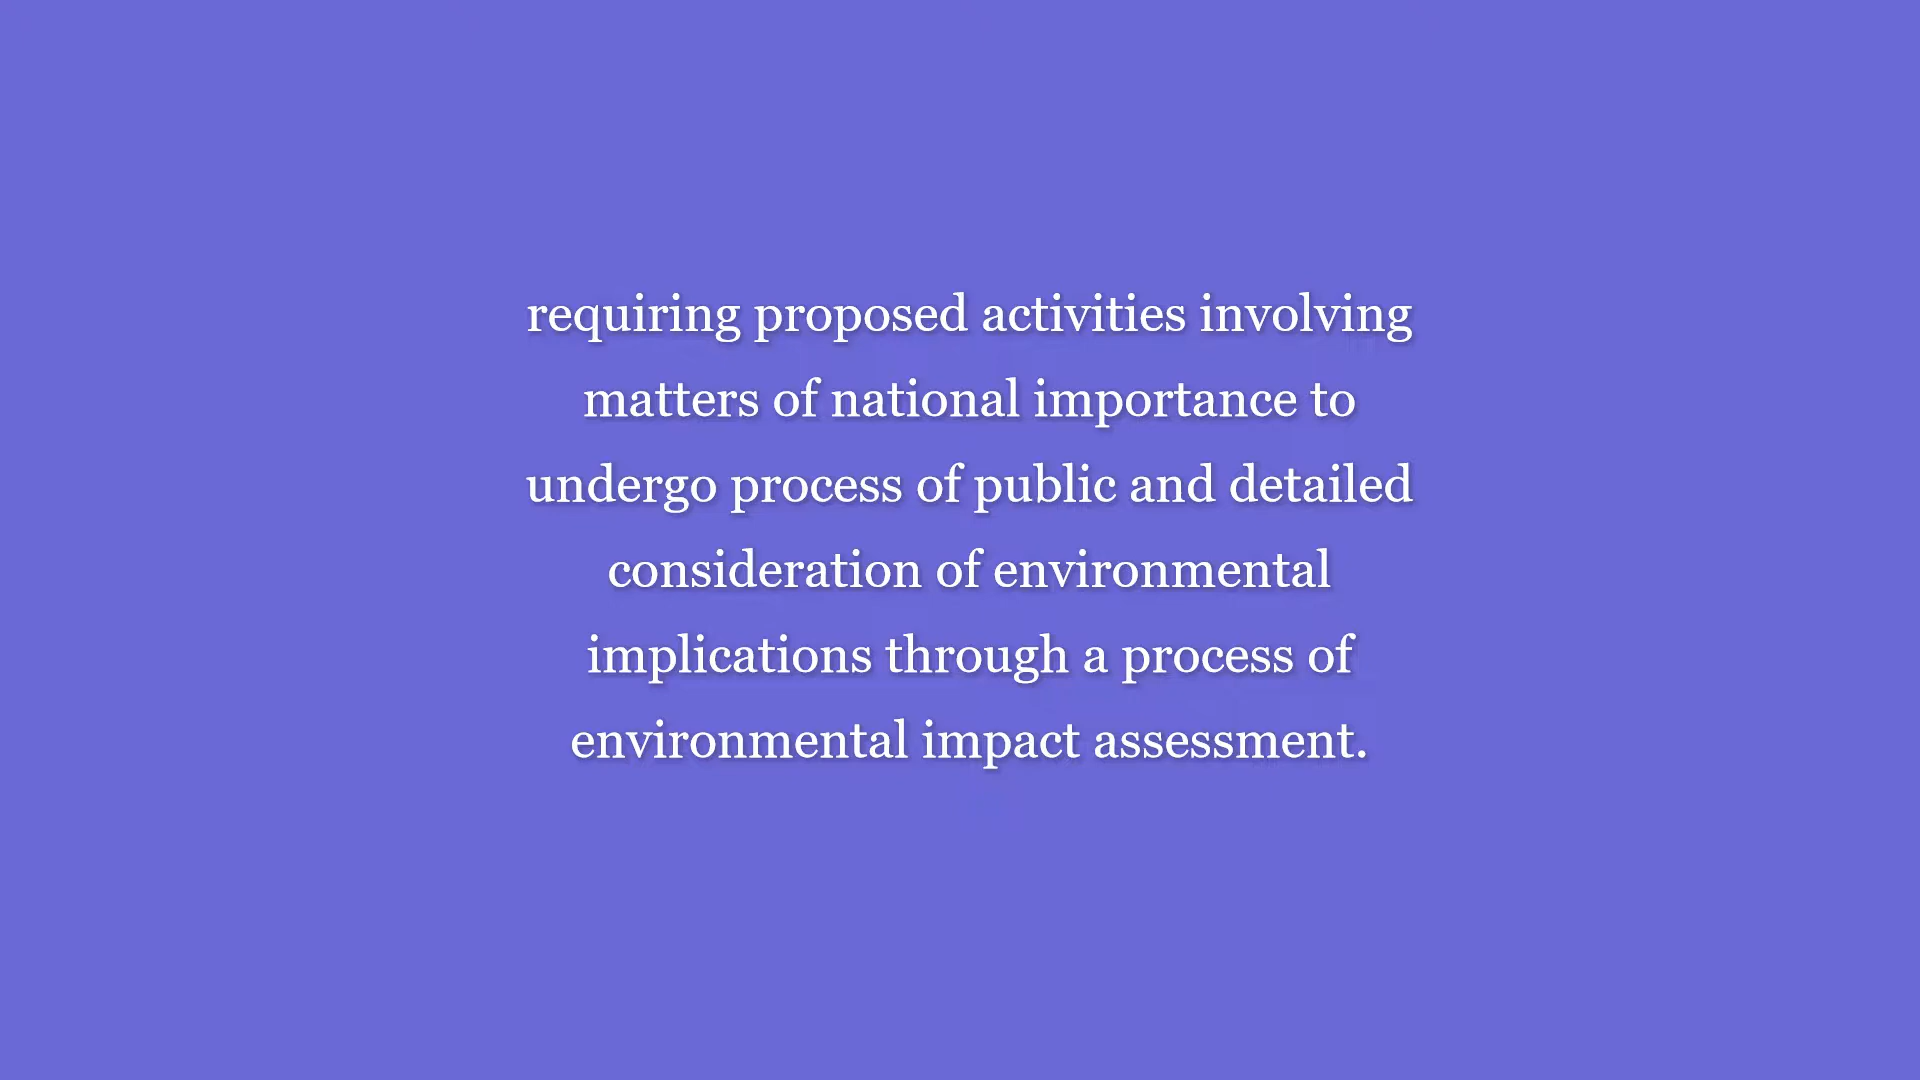 requiring proposed activities involving
matters of national importance to
undergo process of public and detailed
consideration of environmental
implications through a process of
environmental impact assessment.